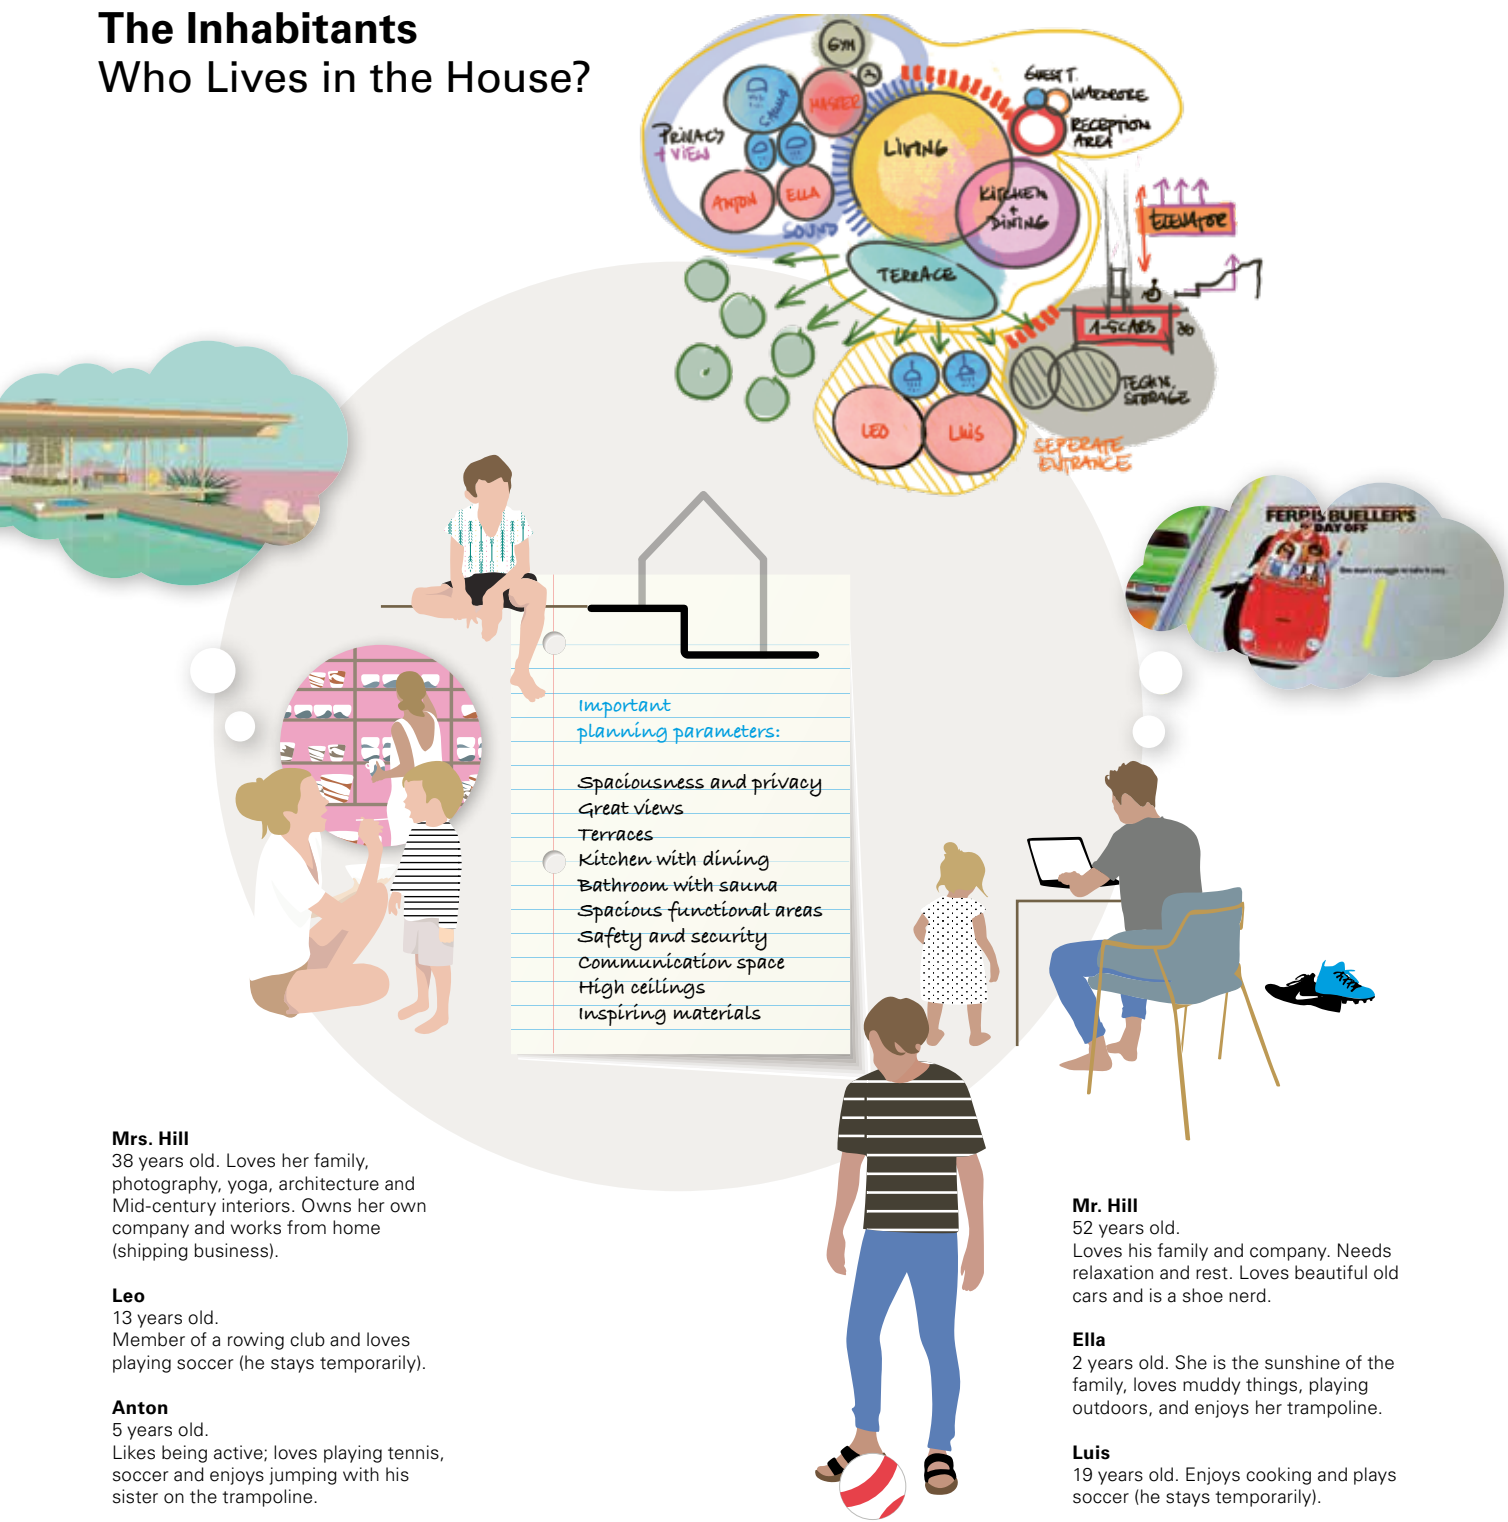 The Inhabitants
Who Lives in the House?
GYM
SAUNA
MASTER
PRIVACY
+ VIEW
ANTON
ELLA
SOUND
LIVING
KITCHEN
+
DINING
TERRACE
GUEST T.
WARDROBE
RECEPTION
AREA
ELEVATOR
1-5 CARS
TECHN.
STORAGE
LEO
LUIS
SEPERATE
ENTRANCE
FERRIS BUELLER'S
DAY OFF
Important
planning parameters:
Spaciousness and privacy
Great views
Terraces
Kitchen with dining
Bathroom with sauna
Spacious functional areas
Safety and security
Communication space
High ceilings
Inspiring materials
Mrs. Hill
38 years old. Loves her family,
photography, yoga, architecture and
Mid-century interiors. Owns her own
company and works from home
(shipping business).
Leo
13 years old.
Member of a rowing club and loves
playing soccer (he stays temporarily).
Anton
5 years old.
Likes being active; loves playing tennis,
soccer and enjoys jumping with his
sister on the trampoline.
Mr. Hill
52 years old.
Loves his family and company. Needs
relaxation and rest. Loves beautiful old
cars and is a shoe nerd.
Ella
2 years old. She is the sunshine of the
family, loves muddy things, playing
outdoors, and enjoys her trampoline.
Luis
19 years old. Enjoys cooking and plays
soccer (he stays temporarily).